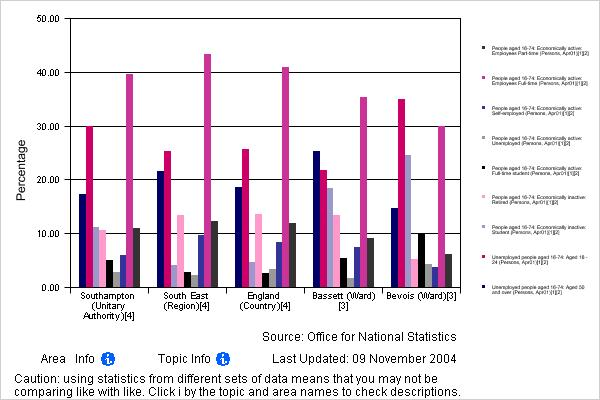 50.00
40.00
30.00
20.00
10.00
0.00
Percentage
Southampton
(Unitary
Authority)[4]
South East
(Region)[4]
England
(Country)[4]
Bassett (Ward)
[3]
Bevois (Ward)[3]
People aged 16-74: Economically active:
Employees Part-time (Persons, Apr01)[1][2]
People aged 16-74: Economically active:
Employees Full-time (Persons, Apr01)[1][2]
People aged 16-74: Economically active:
Self-employed (Persons, Apr01)[1][2]
People aged 16-74: Economically active:
Unemployed (Persons, Apr01)[1][2]
People aged 16-74: Economically active:
Full-time student (Persons, Apr01)[1][2]
People aged 16-74: Economically inactive:
Retired (Persons, Apr01)[1][2]
People aged 16-74: Economically inactive:
Student (Persons, Apr01)[1][2]
Unemployed people aged 16-74: Aged 16 -
24 (Persons, Apr01)[1][2]
Unemployed people aged 16-74: Aged 50
and over (Persons, Apr01)[1][2]
Source: Office for National Statistics
Area Info i Topic Info i Last Updated: 09 November 2004
Caution: using statistics from different sets of data means that you may not be
comparing like with like. Click i by the topic and area names to check descriptions.